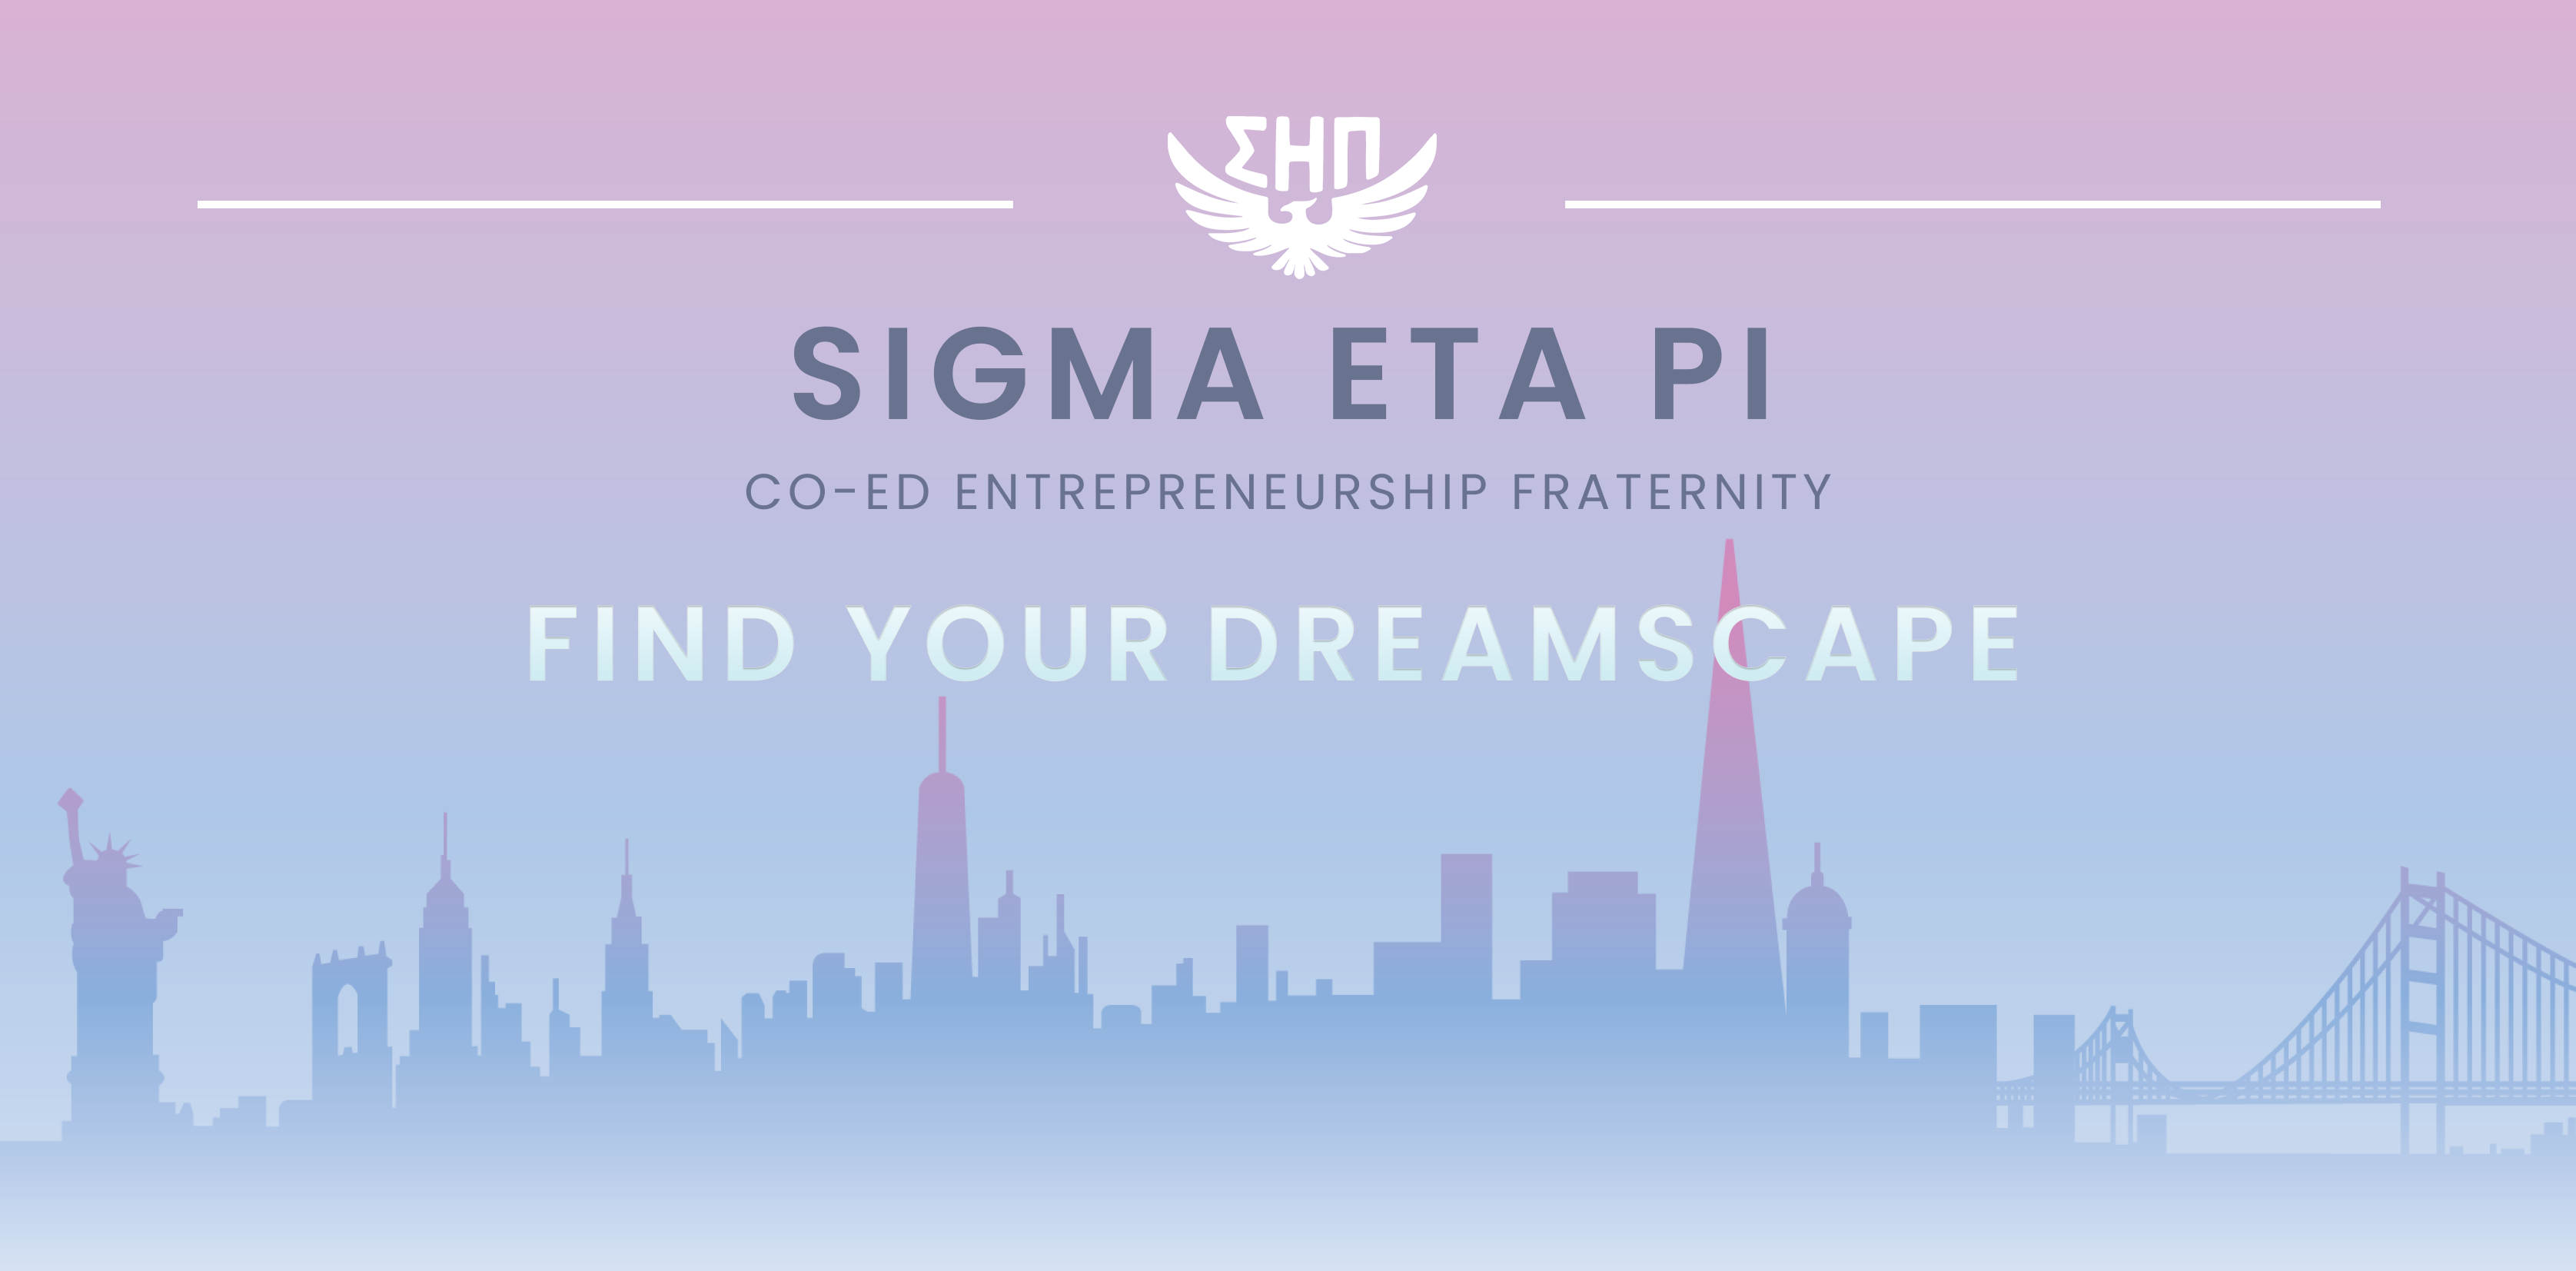 ΣΗΠ
SIGMA ETA PI
CO-ED ENTREPRENEURSHIP FRATERNITY
FIND YOUR DREAMSCAPE